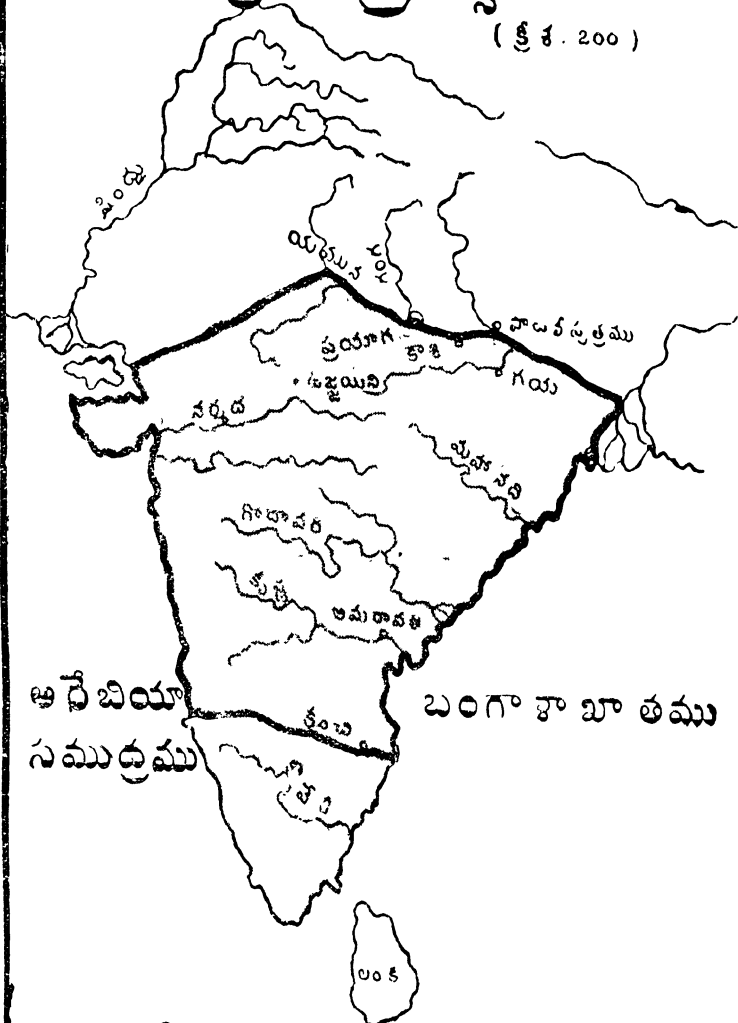 ( క్రీ శ. 200 )
సింధు
యమున
గంగ
పాటలీపుత్రము
ప్రయాగ
కాశి
ఉజ్జయిని
గయ
నర్మద
మహానది
గోదావరి
కృష్ణ
అమరావతి
అరేబియా
సముద్రము
బంగాళాఖాతము
కంచి
కావేరి
లంక